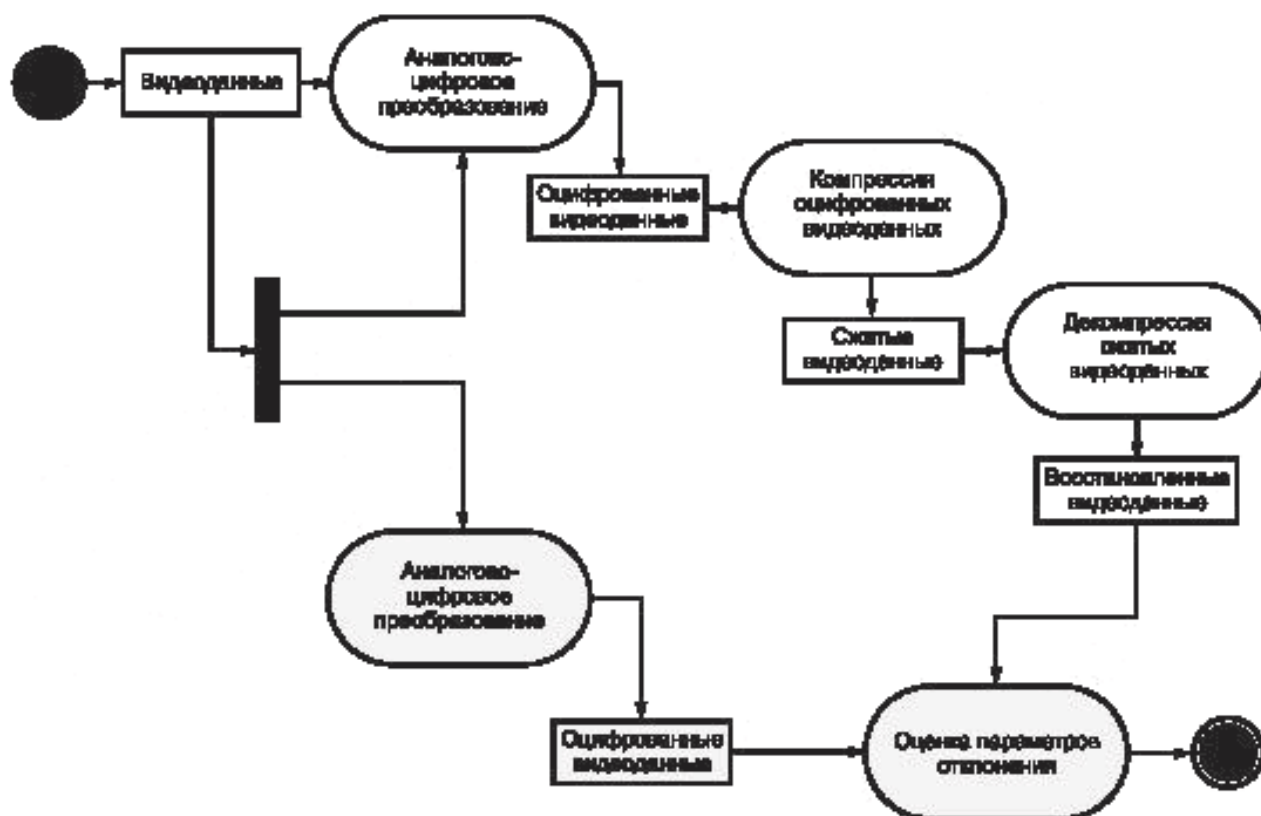 Видеоданные
Аналогово-
цифровое
преобразование
Оцифрованные
видеоданные
Компрессия
оцифрованных
видеоданных
Сжатые
видеоданные
Декомпрессия
сжатых
видеоданных
Восстановленные
видеоданные
Аналогово-
цифровое
преобразование
Оцифрованные
видеоданные
Оценка параметров
отклонения